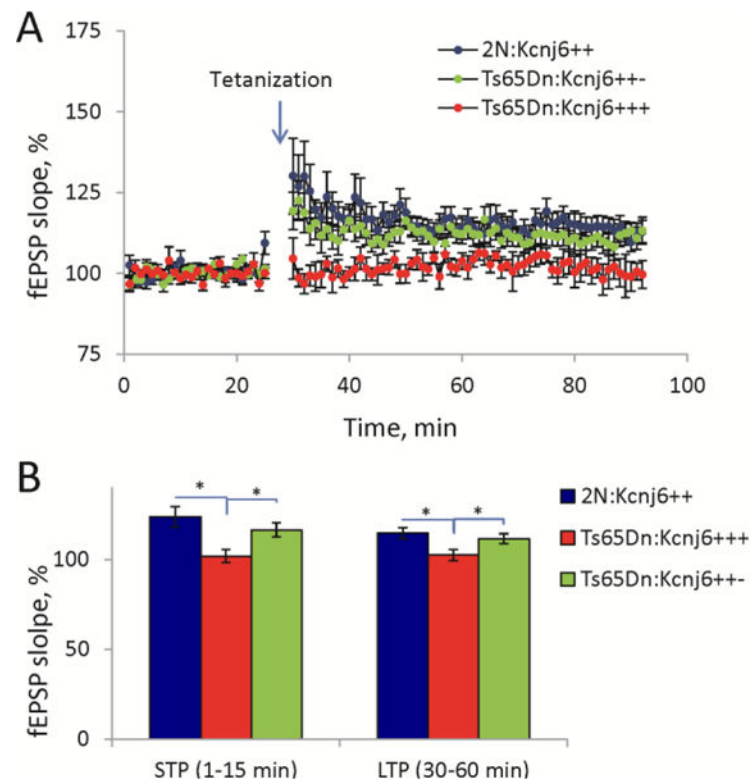 A
175
150
125
100
75
fEPSP slope, %
Tetanization
2N:Kcnj6++
Ts65Dn:Kcnj6++-
Ts65Dn:Kcnj6+++
0
20
40
60
80
100
Time, min
B
100
50
0
fEPSP slolpe, %
*
*
*
*
2N:Kcnj6++
Ts65Dn:Kcnj6+++
Ts65Dn:Kcnj6++-
STP (1-15 min)
LTP (30-60 min)